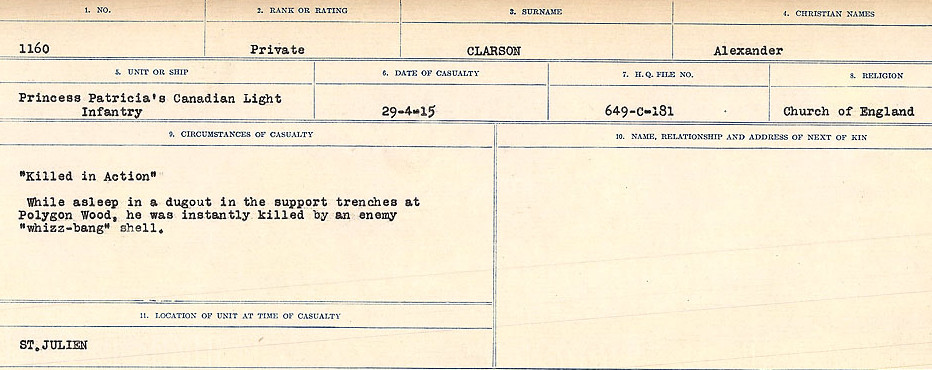 1. NO. 2. RANK OR RATING 3. SURNAME 4. CHRISTIAN NAMES
1160 Private CLARSON Alexander
5. UNIT OR SHIP 6. DATE OF CASUALTY 7. H.Q. FILE NO. 8. RELIGION
Princess Patricia's Canadian Light
Infantry 29-4-15 649-C-181 Church of England
9. CIRCUMSTANCES OF CASUALTY 10. NAME, RELATIONSHIP AND ADDRESS OF NEXT OF KIN
"Killed in Action"
While asleep in a dugout in the support trenches at
Polygon Wood, he was instantly killed by an enemy
"whizz-bang" shell.
11. LOCATION OF UNIT AT TIME OF CASUALTY
ST.JULIEN